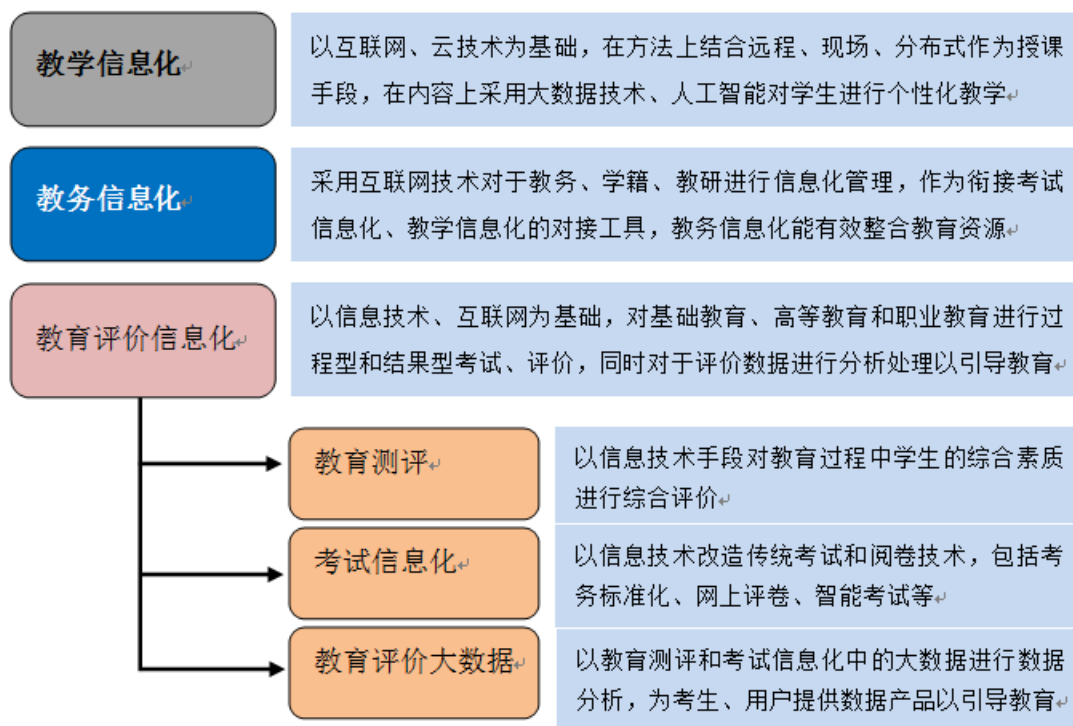 教学信息化
以互联网、云技术为基础，在方法上结合远程、现场、分布式作为授课
手段，在内容上采用大数据技术、人工智能对学生进行个性化教学
教务信息化
采用互联网技术对于教务、学籍、教研进行信息化管理，作为衔接考试
信息化、教学信息化的对接工具，教务信息化能有效整合教育资源
教育评价信息化
以信息技术、互联网为基础，对基础教育、高等教育和职业教育进行过
程型和结果型考试、评价，同时对于评价数据进行分析处理以引导教育
教育测评
以信息技术手段对教育过程中学生的综合素质
进行综合评价
考试信息化
以信息技术改造传统考试和阅卷技术，包括考
务标准化、网上评卷、智能考试等
教育评价大数据
以教育测评和考试信息化中的大数据进行数据
分析，为考生、用户提供数据产品以引导教育